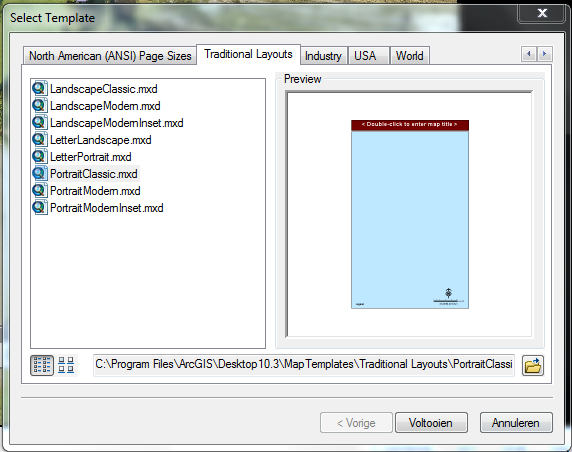 Select Template
North American (ANSI) Page Sizes Traditional Layouts Industry USA World
LandscapeClassic.mxd
LandscapeModern.mxd
LandscapeModernInset.mxd
LetterLandscape.mxd
LetterPortrait.mxd
PortraitClassic.mxd
PortraitModern.mxd
PortraitModernInset.mxd
Preview
< Double-click to enter map title >
C:\Program Files\ArcGIS\Desktop10.3\MapTemplates\Traditional Layouts\PortraitClassi
< Vorige Voltooien Annuleren